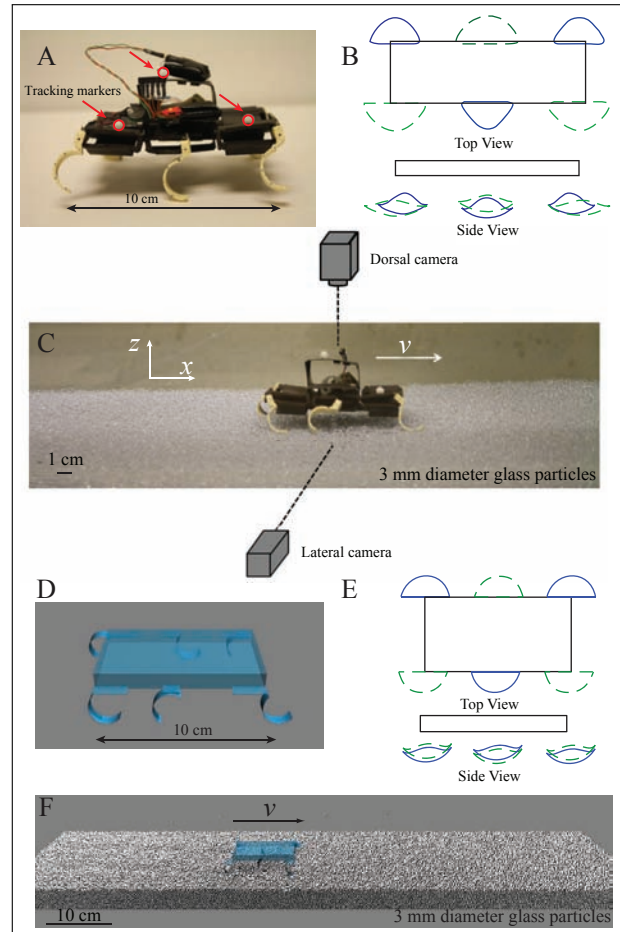 A
Tracking markers
10 cm
B
Top View
Side View
Dorsal camera
C
z
x
v
1 cm
3 mm diameter glass particles
Lateral camera
D
10 cm
E
Top View
Side View
F
v
10 cm
3 mm diameter glass particles